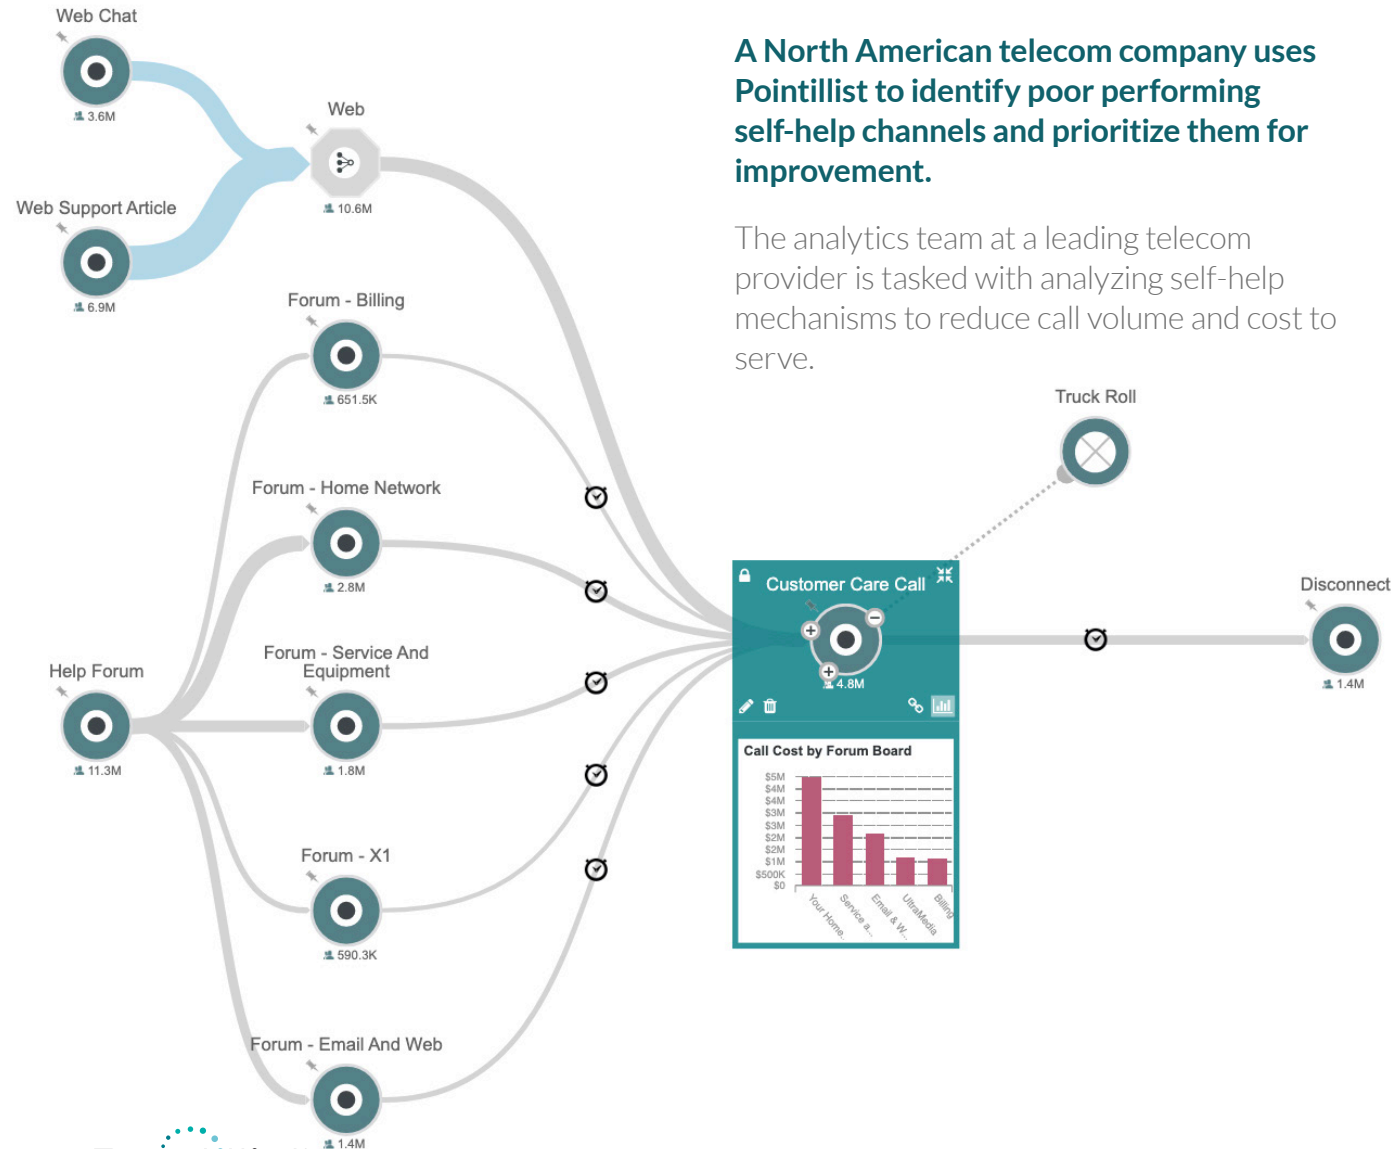 Web Chat
3.6M
Web
10.6M
Web Support Article
6.9M
A North American telecom company uses
Pointillist to identify poor performing
self-help channels and prioritize them for
improvement.
The analytics team at a leading telecom
provider is tasked with analyzing self-help
mechanisms to reduce call volume and cost to
serve.
Forum - Billing
651.5K
Forum - Home Network
2.8M
Forum - Service And
Equipment
1.8M
Help Forum
11.3M
Forum - X1
590.3K
Forum - Email And Web
1.4M
Truck Roll
Customer Care Call
4.8M
Disconnect
1.4M
Call Cost by Forum Board
$5M
$4M
$4M
$3M
$3M
$2M
$2M
$1M
$500K
$0
Your Home..
Service a...
Email & W...
UltraMedia
Billing